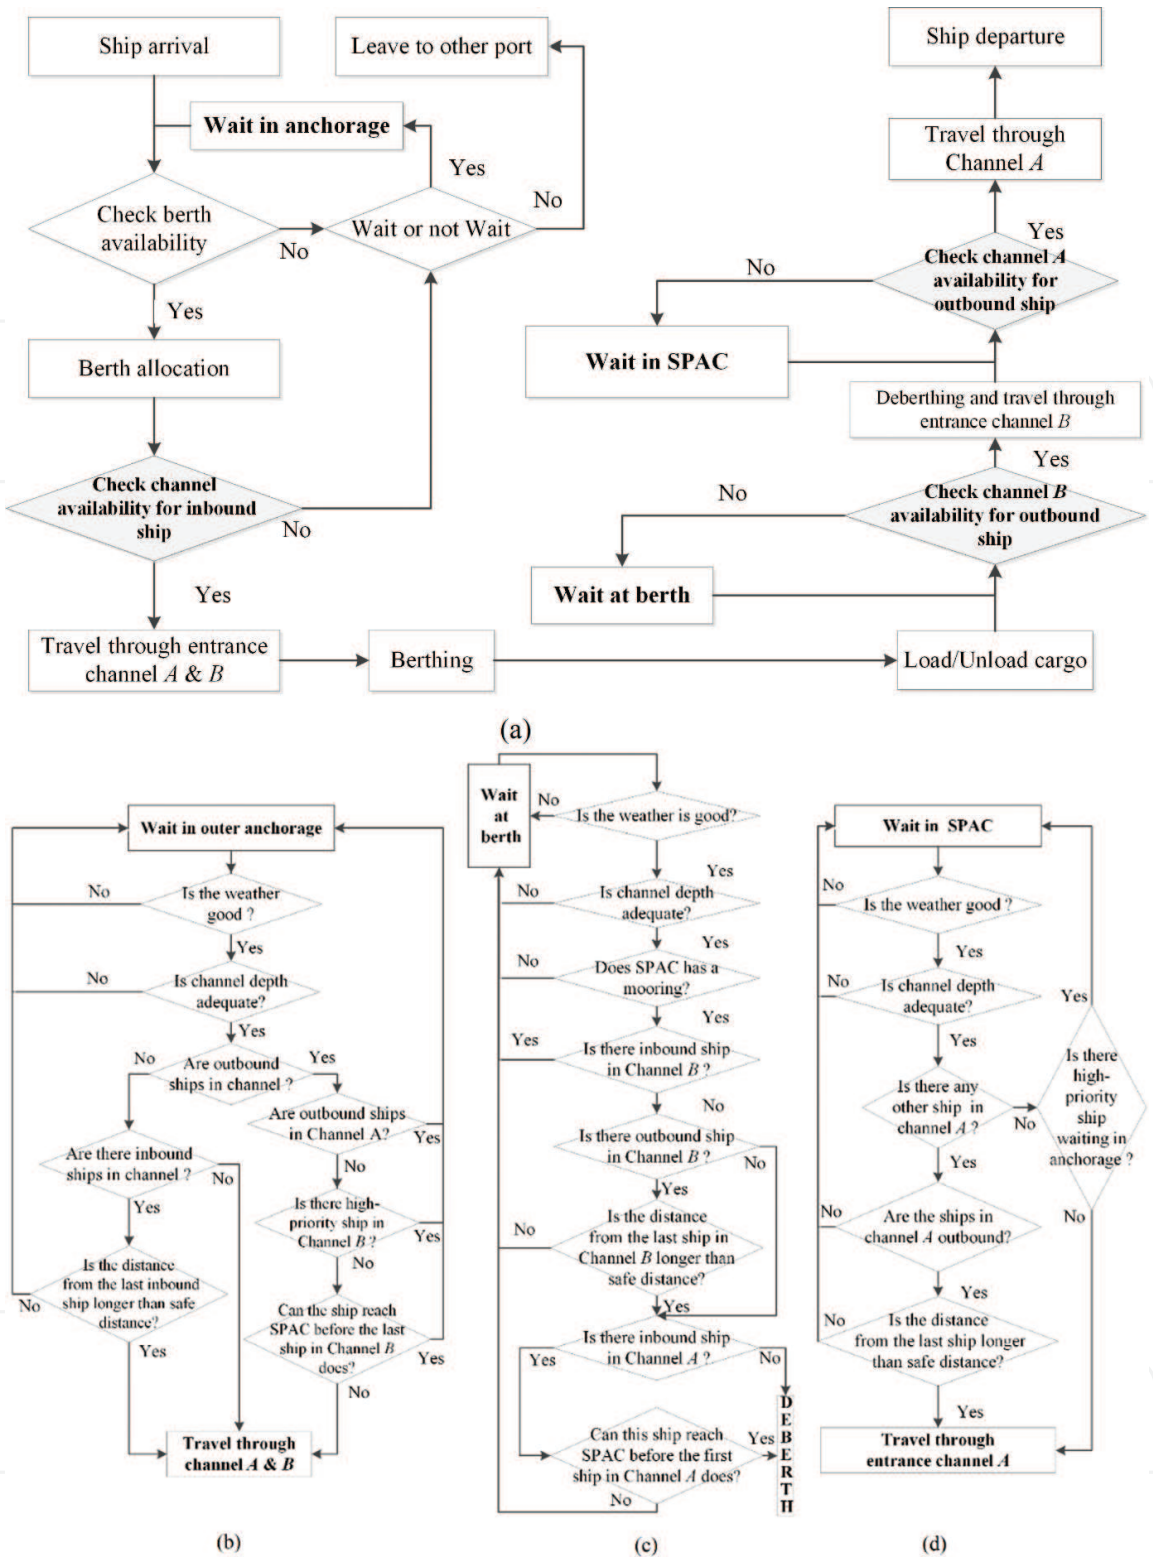 Ship arrival
Leave to other port
Wait in anchorage
Yes
No
Check berth
availability
No
Wait or not Wait
Yes
Berth allocation
Check channel
availability for inbound
ship
No
Yes
Travel through entrance
channel A & B
Berthing
Load/Unload cargo
Ship departure
Travel through
Channel A
Yes
No
Check channel A
availability for
outbound ship
Wait in SPAC
Deberthing and travel through
entrance channel B
Yes
No
Check channel B
availability for outbound
ship
Wait at berth
(a)
Wait in outer anchorage
No
Is the weather
good ?
Yes
No
Is channel depth
adequate?
Yes
No
Yes
Are outbound
ships in channel ?
Are outbound ships
in Channel A?
Yes
Are there inbound
ships in channel ?
No
No
Yes
Is there high-
priority ship in
Channel B ?
Yes
No
Is the distance
from the last inbound
ship longer than safe
distance?
No
Can the ship reach
SPAC before the last
ship in Channel B
does?
Yes
Yes
No
Travel through
channel A & B
(b)
Wait
at
berth
No
Is the weather is good?
Yes
No
Is channel depth
adequate?
Yes
No
Does SPAC has a
mooring?
Yes
Yes
Is there inbound ship
in Channel B ?
No
Is there outbound ship
in Channel B ?
No
Yes
No
Is the distance
from the last ship in
Channel B longer than
safe distance?
Yes
Is there inbound ship
in Channel A ?
Yes
No
DEBERTH
Can this ship reach
SPAC before the first
ship in Channel A does?
Yes
No
(c)
Wait in SPAC
No
Is the weather good ?
Yes
No
Is channel depth
adequate?
Yes
Yes
Is there any
other ship in
channel A ?
No
Is there
high-
priority
ship
waiting in
anchorage ?
Yes
No
No
Are the ships in
channel A outbound?
Yes
No
Is the distance
from the last ship longer
than safe distance?
Yes
Travel through
entrance channel A
(d)